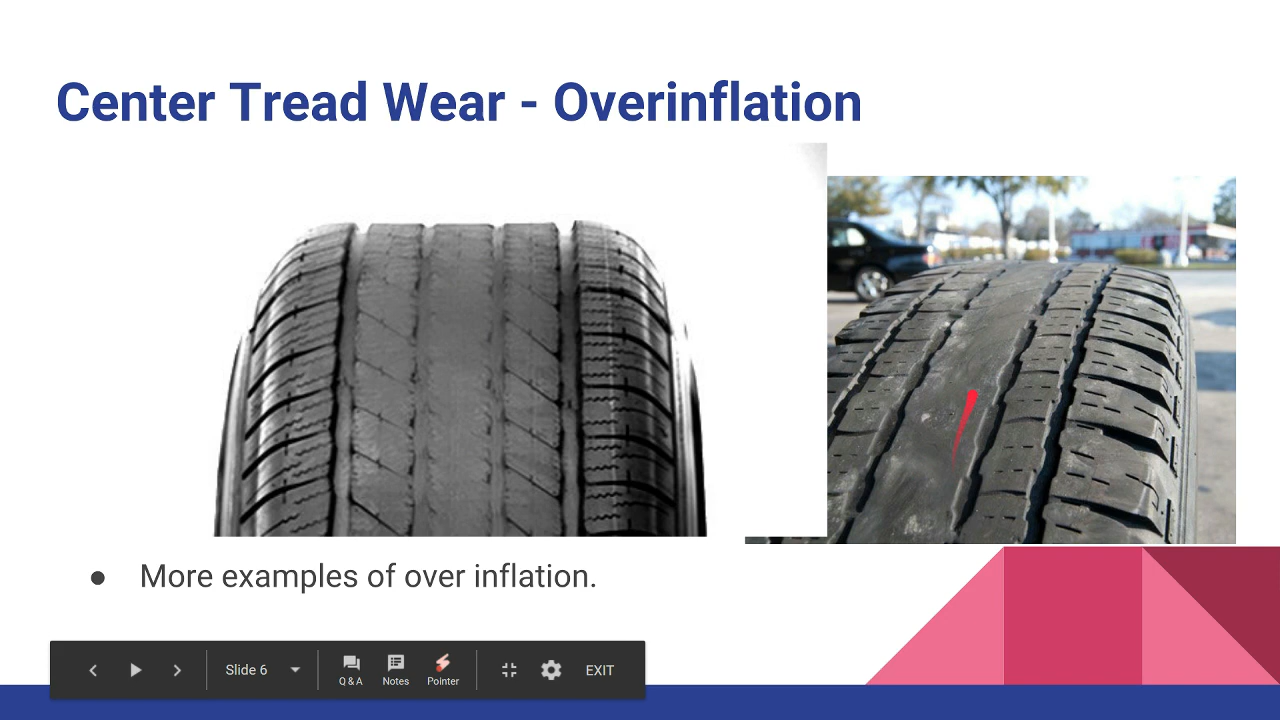 Center Tread Wear - Overinflation
● More examples of over inflation.
Slide 6
Q & A
Notes
Pointer
EXIT